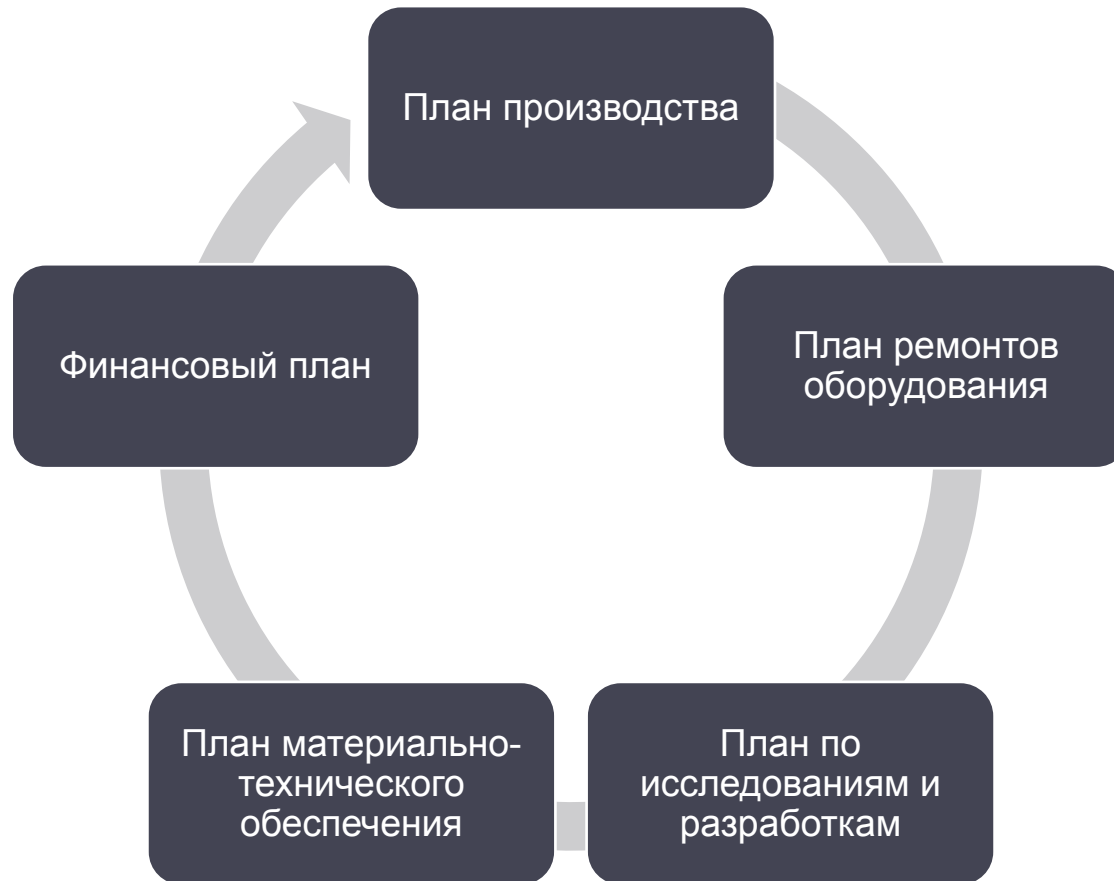 План производства
План ремонтов
оборудования
План по
исследованиям и
разработкам
План материально-
технического
обеспечения
Финансовый план